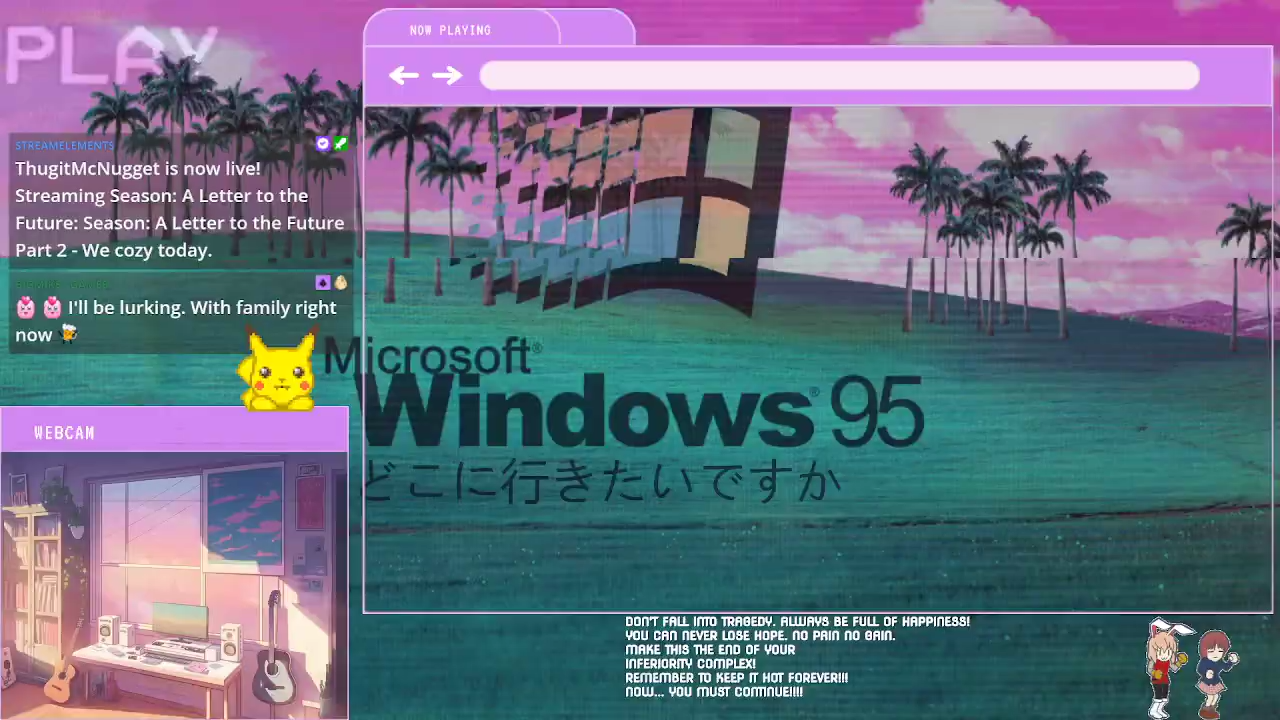 PLAY
NOW PLAYING
STREAMELEMENTS
ThugitMcNugget is now live!
Streaming Season: A Letter to the
Future: Season: A Letter to the Future
Part 2 - We cozy today.
I'll be lurking. With family right
now
Microsoft®
Windows® 95
どこに行きたいですか
WEBCAM
DON'T FALL INTO TRAGEDY. ALWAYS BE FULL OF HAPPINESS!
YOU CAN NEVER LOSE HOPE. NO PAIN NO GAIN.
MAKE THIS THE END OF YOUR
INFERIORITY COMPLEX!
REMEMBER TO KEEP IT HOT FOREVER!!!
NOW... YOU MUST CONTINUE!!!!